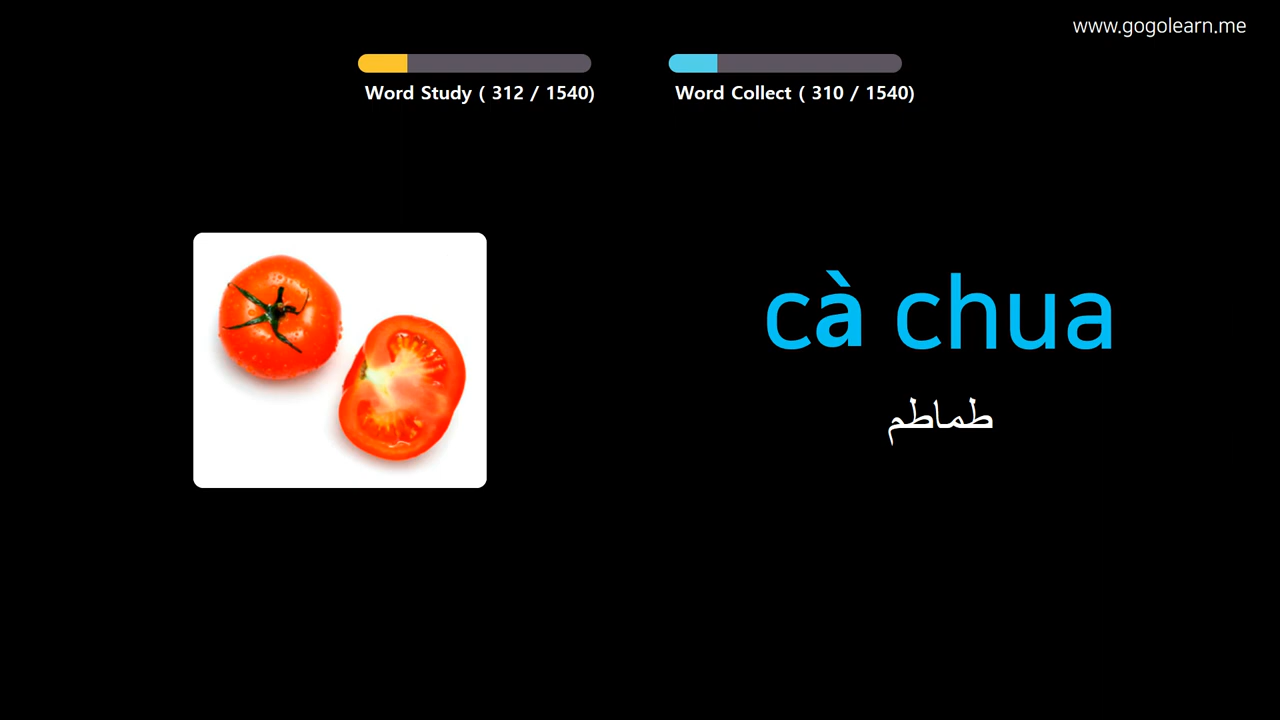 www.gogolearn.me
Word Study ( 312 / 1540)
Word Collect ( 310 / 1540)
cà chua
طماطم